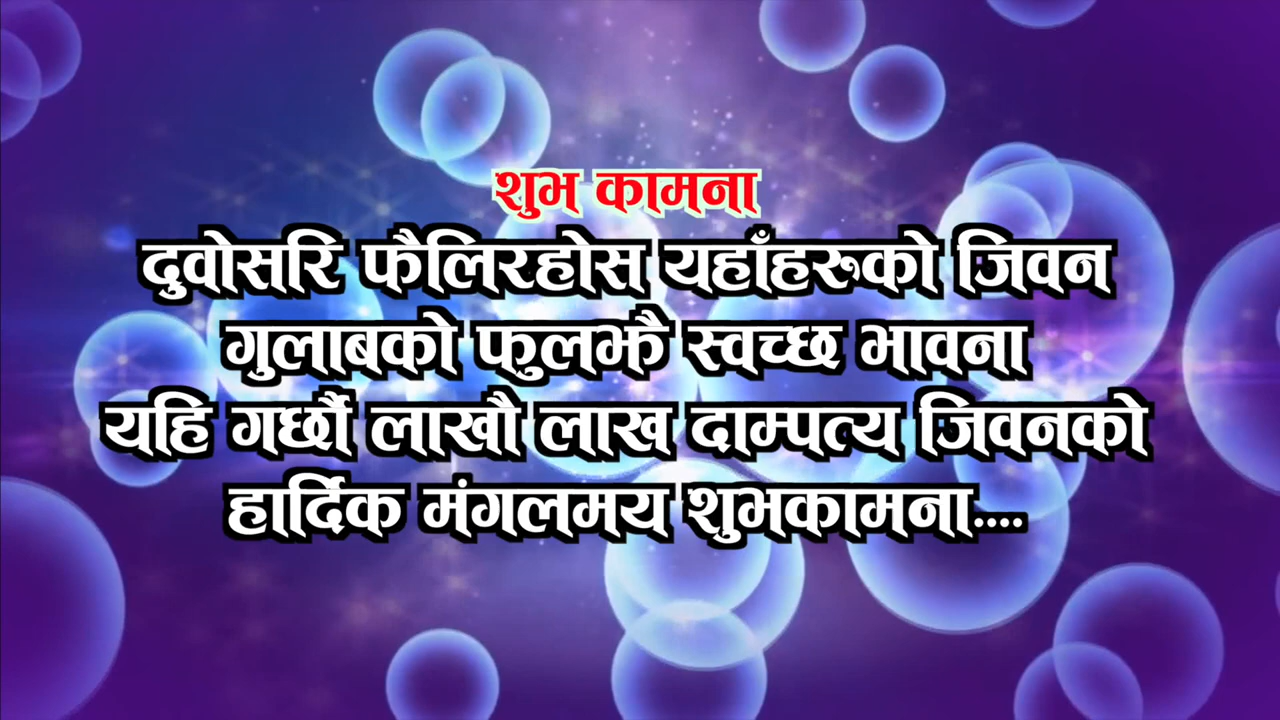 शुभ कामना
दुवोसरि फैलिरहोस यहाँहरुको जिवन
गुलाबको फुलझै स्वच्छ भावना
यहि गर्छौं लाखौ लाख दाम्पत्य जिवनको
हार्दिक मंगलमय शुभकामना....